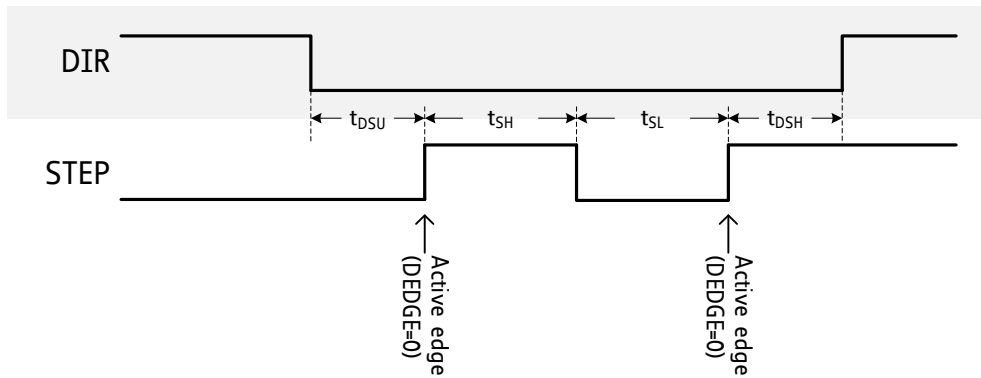 DIR
tDSU tSH tSL tDSH
STEP
Active edge
(DEDGE=0)
Active edge
(DEDGE=0)